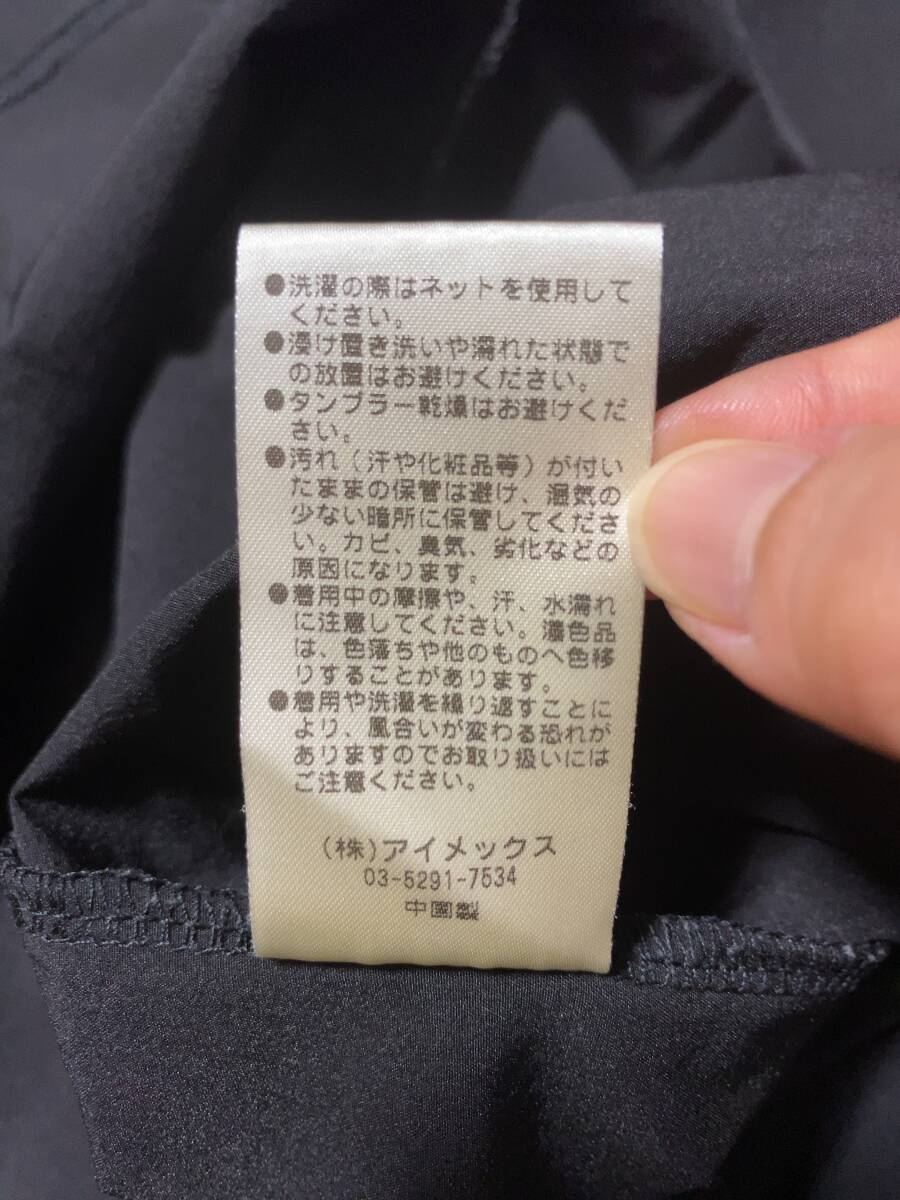 ●洗濯の際はネットを使用して
ください。
●浸け置き洗いや濡れた状態で
の放置はお避けください。
●タンブラー乾燥はお避けくだ
さい。
●汚れ（汗や化粧品等）が付い
たままの保管は避け、湿気の
少ない暗所に保管してくださ
い。カビ、臭気、劣化などの
原因になります。
●着用中の摩擦や、汗、水濡れ
に注意してください。濃色品
は、色落ちや他のものへ色移
りすることがあります。
●着用や洗濯を繰り返すことに
より、風合いが変わる恐れが
ありますのでお取り扱いには
ご注意ください。
(株)アイメックス
03-5291-7534
中国製